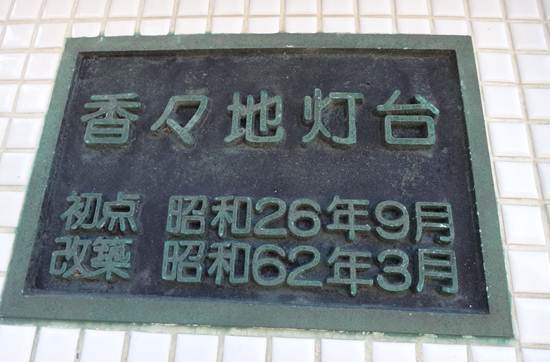 香々地灯台
初点 昭和26年9月
改築 昭和62年3月